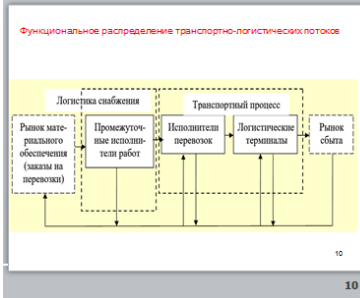 Функциональное распределение транспортно-логистических потоков
Логистика снабжения
Транспортный процесс
Рынок мате-
риального
обеспечения
(заказы на
перевозки)
Промежуточ-
ные исполни-
тели работ
Исполнители
перевозок
Логистические
терминалы
Рынок
сбыта
10
10